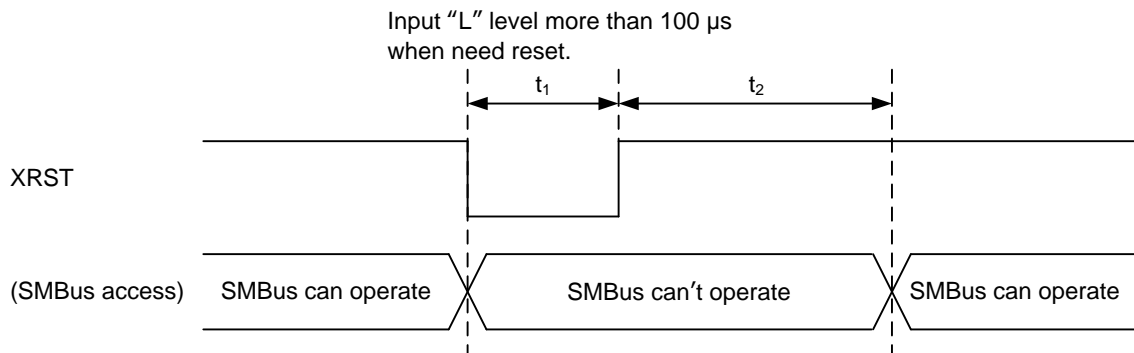 Input “L” level more than 100 μs
when need reset.
t₁
t₂
XRST
(SMBus access)
SMBus can operate
SMBus can′t operate
SMBus can operate